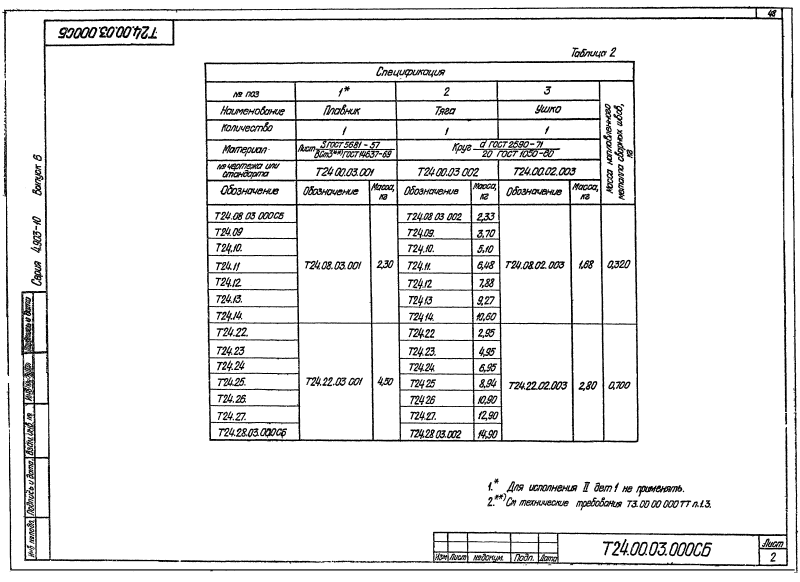 48
Т24.00.03.000СБ
Таблица 2
Спецификация
№ поз 1* 2 3 Масса наплавленного металла сварных швов, кг
Наименование Плавник Тяга Ушко
Количество 1 1 1
Материал Лист S ГОСТ 5681-57 / ВСт3**) ГОСТ 14637-69 Круг d ГОСТ 2590-71 / 20 ГОСТ 1050-60
№ чертежа или стандарта Т24.00.03.001 Т24.00.03 002 Т24.00.02.003
Обозначение Обозначение Масса, кг Обозначение Масса, кг Обозначение Масса, кг
Т24.08 03 000СБ Т24.08.03.001 2,30 Т24.08 03 002 2,33 Т24.08.02.003 1,68 0,320
Т24.09 Т24.09. 3,70
Т24.10. Т24.10. 5,10
Т24.11 Т24.11. 6,48
Т24.12 Т24.12 7,88
Т24.13. Т24 13 9,27
Т24.14. Т24 14. 10,60
Т24.22. Т24.22.03 001 4,50 Т24.22 2,95 Т24.22.02.003 2,80 0,700
Т24.23 Т24.23. 4,95
Т24.24 Т24.24. 6,95
Т24.25. Т24 25 8,94
Т24.26. Т24 26 10,90
Т24.27. Т24.27. 12,90
Т24.28.03.000СБ Т24.28 03.002 14,90
1.* Для исполнения II дет 1 не применять.
2.**) См технические требования Т3.00 00 000ТТ п.1.3.
Изм Лист № докум. Подп. Дата
Т24.00.03.000СБ
Лист
2
Серия 4.903-10 Выпуск 6
Подпись и дата
Взам. инв. №
Подпись и дата
Инв № подл.